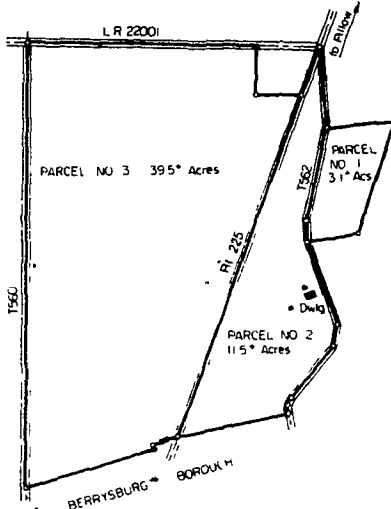 L R 22001
to Allow
PARCEL NO 3 39.5± Acres
PARCEL
NO. 1
3.1± Acs
T562
Rt 225
T560
Dwlg
PARCEL NO 2
11.5± Acres
BERRYSBURG BOROUGH